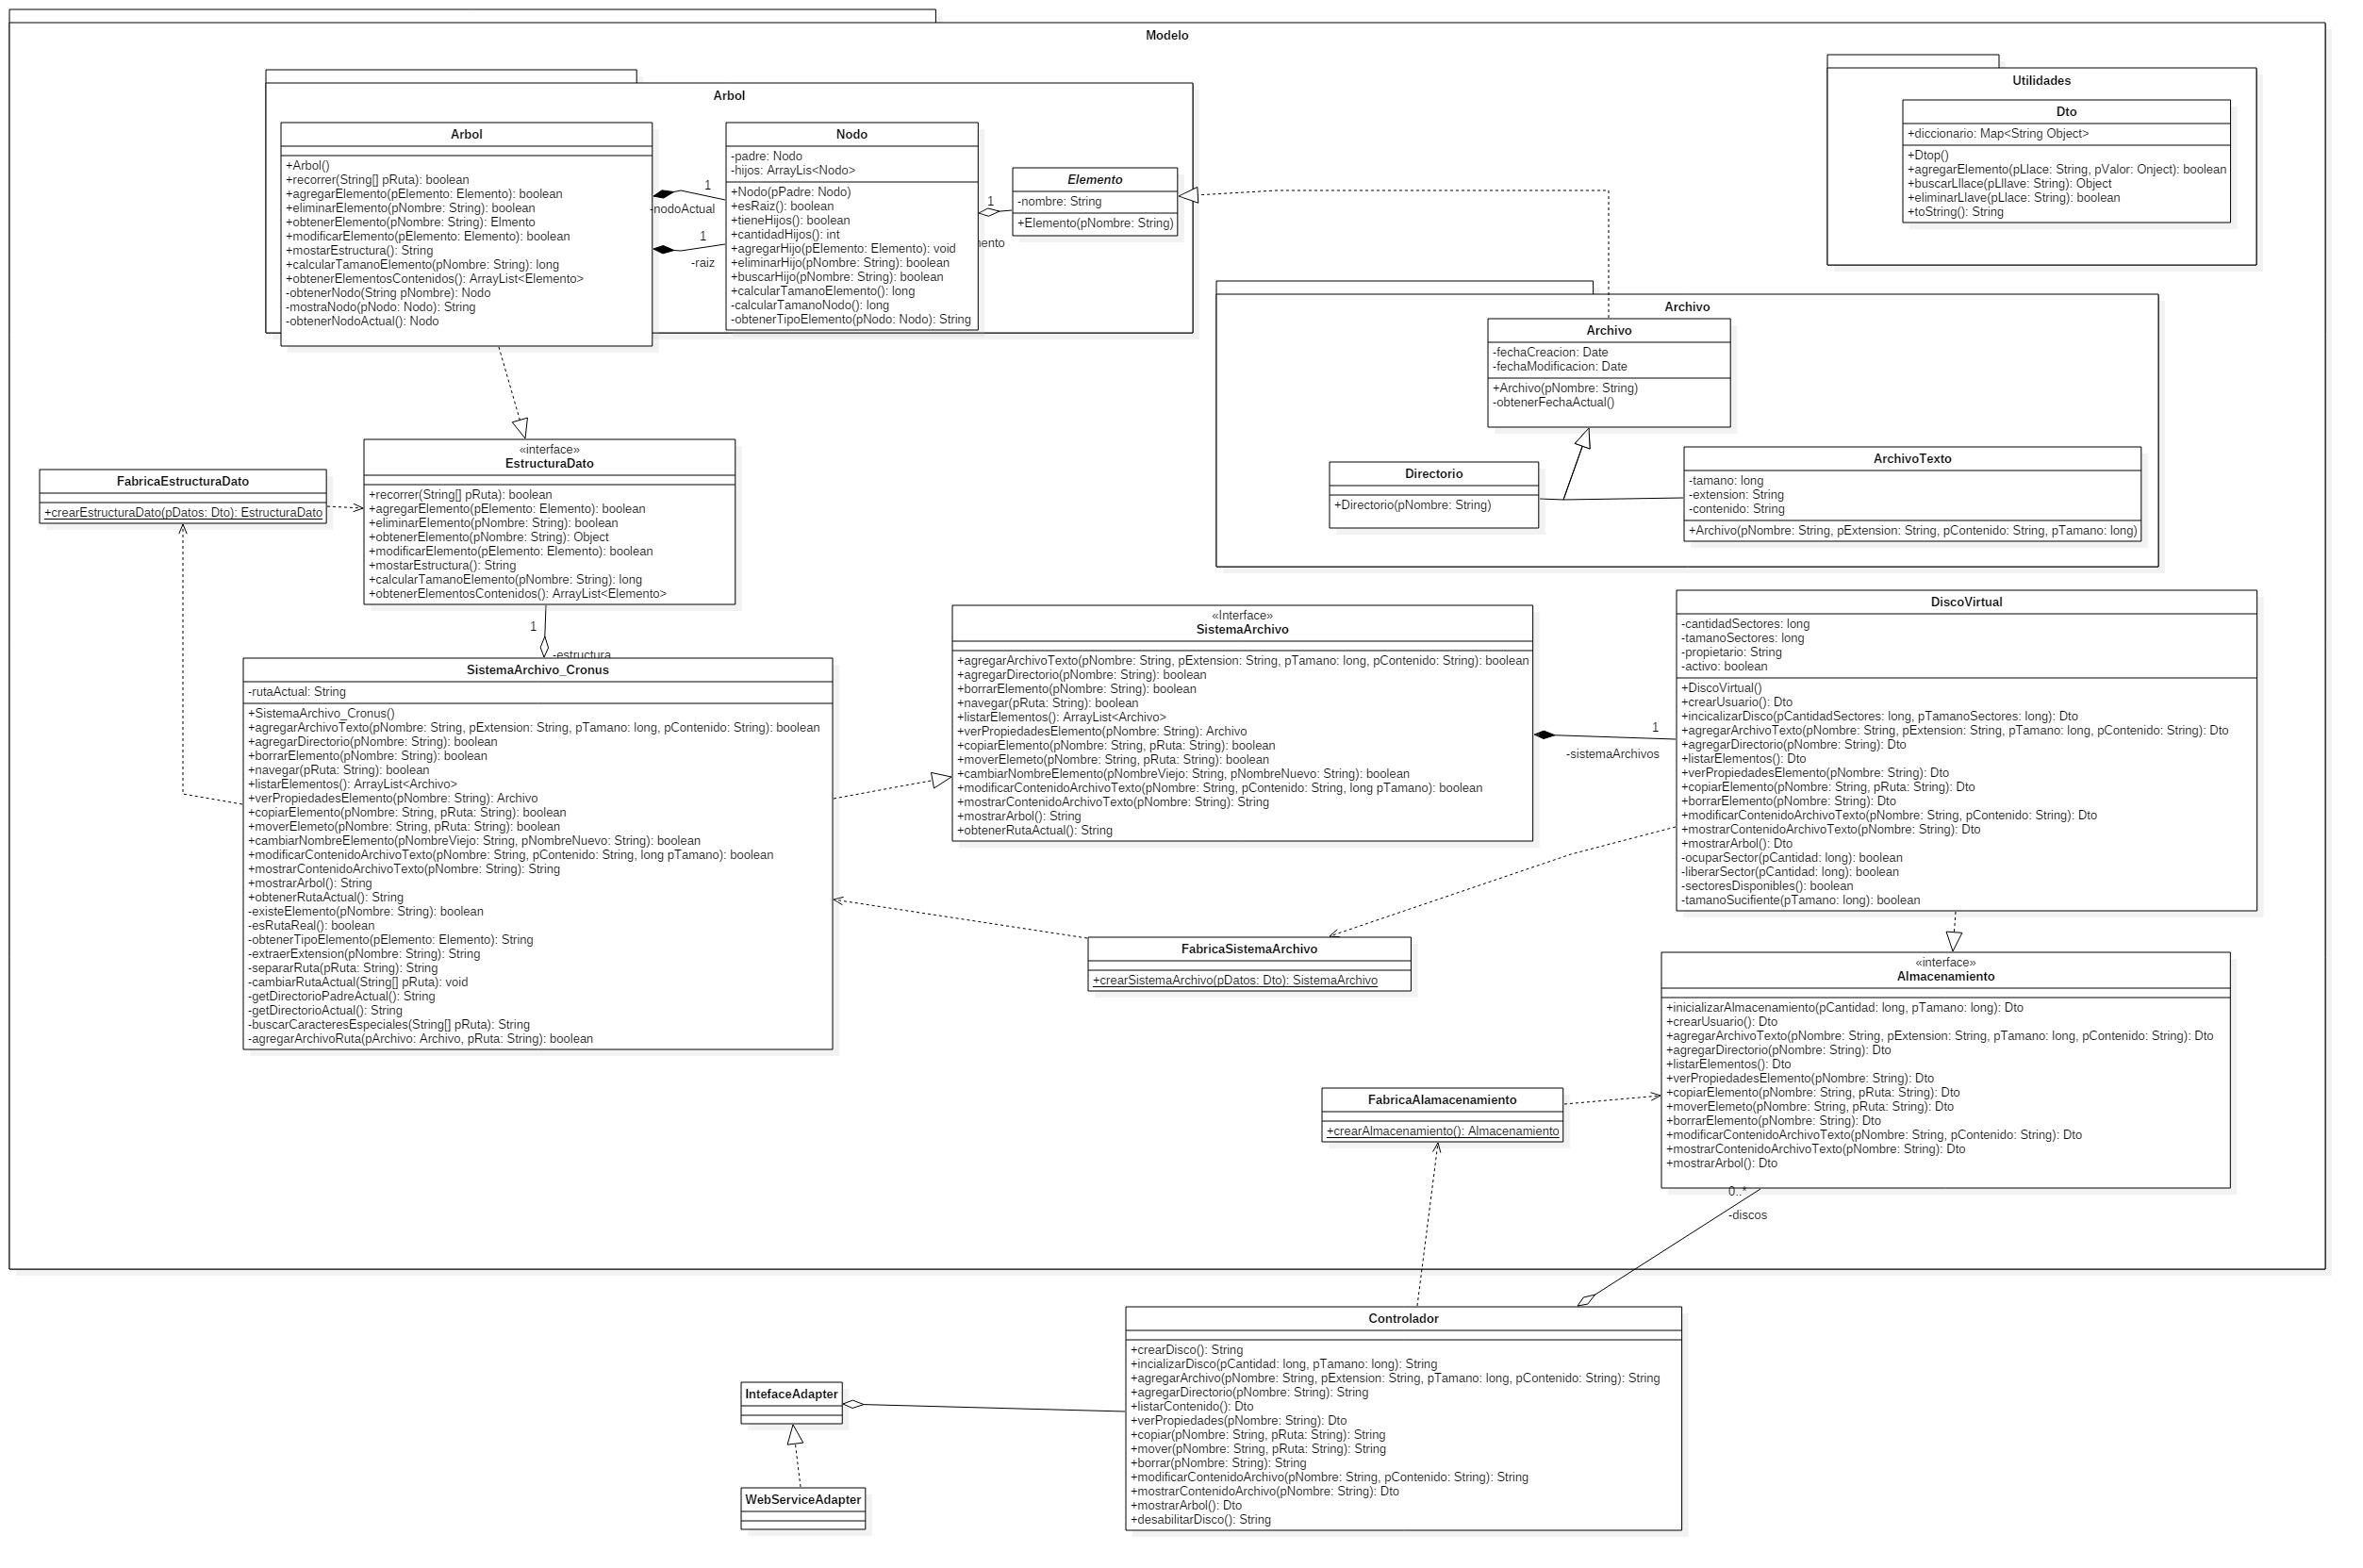 Modelo
Arbol
Arbol
+Arbol()
+recorrer(String[] pRuta): boolean
+agregarElemento(pElemento: Elemento): boolean
+eliminarElemento(pNombre: String): boolean
+obtenerElemento(pNombre: String): Elmento
+modificarElemento(pElemento: Elemento): boolean
+mostarEstructura(): String
+calcularTamanoElemento(pNombre: String): long
+obtenerElementosContenidos(): ArrayList<Elemento>
-obtenerNodo(String pNombre): Nodo
-mostraNodo(pNodo: Nodo): String
-obtenerNodoActual(): Nodo
1
-nodoActual
1
-raiz
Nodo
-padre: Nodo
-hijos: ArrayLis<Nodo>
+Nodo(pPadre: Nodo)
+esRaiz(): boolean
+tieneHijos(): boolean
+cantidadHijos(): int
+agregarHijo(pElemento: Elemento): void
+eliminarHijo(pNombre: String): boolean
+buscarHijo(pNombre: String): boolean
+calcularTamanoElemento(): long
-calcularTamanoNodo(): long
-obtenerTipoElemento(pNodo: Nodo): String
1
Elemento
-nombre: String
+Elemento(pNombre: String)
Utilidades
Dto
+diccionario: Map<String Object>
+Dtop()
+agregarElemento(pLlace: String, pValor: Onject): boolean
+buscarLlace(pLllave: String): Object
+eliminarLlave(pLlace: String): boolean
+toString(): String
Archivo
Archivo
-fechaCreacion: Date
-fechaModificacion: Date
+Archivo(pNombre: String)
-obtenerFechaActual()
Directorio
+Directorio(pNombre: String)
ArchivoTexto
-tamano: long
-extension: String
-contenido: String
+Archivo(pNombre: String, pExtension: String, pContenido: String, pTamano: long)
FabricaEstructuraDato
+crearEstructuraDato(pDatos: Dto): EstructuraDato
«interface»
EstructuraDato
+recorrer(String[] pRuta): boolean
+agregarElemento(pElemento: Elemento): boolean
+eliminarElemento(pNombre: String): boolean
+obtenerElemento(pNombre: String): Object
+modificarElemento(pElemento: Elemento): boolean
+mostarEstructura(): String
+calcularTamanoElemento(pNombre: String): long
+obtenerElementosContenidos(): ArrayList<Elemento>
1
-estructura
SistemaArchivo_Cronus
-rutaActual: String
+SistemaArchivo_Cronus()
+agregarArchivoTexto(pNombre: String, pExtension: String, pTamano: long, pContenido: String): boolean
+agregarDirectorio(pNombre: String): boolean
+borrarElemento(pNombre: String): boolean
+navegar(pRuta: String): boolean
+listarElementos(): ArrayList<Archivo>
+verPropiedadesElemento(pNombre: String): Archivo
+copiarElemento(pNombre: String, pRuta: String): boolean
+moverElemeto(pNombre: String, pRuta: String): boolean
+cambiarNombreElemento(pNombreViejo: String, pNombreNuevo: String): boolean
+modificarContenidoArchivoTexto(pNombre: String, pContenido: String, long pTamano): boolean
+mostrarContenidoArchivoTexto(pNombre: String): String
+mostrarArbol(): String
+obtenerRutaActual(): String
-existeElemento(pNombre: String): boolean
-esRutaReal(): boolean
-obtenerTipoElemento(pElemento: Elemento): String
-extraerExtension(pNombre: String): String
-separarRuta(pRuta: String): String
-cambiarRutaActual(String[] pRuta): void
-getDirectorioPadreActual(): String
-getDirectorioActual(): String
-buscarCaracteresEspeciales(String[] pRuta): String
-agregarArchivoRuta(pArchivo: Archivo, pRuta: String): boolean
«Interface»
SistemaArchivo
+agregarArchivoTexto(pNombre: String, pExtension: String, pTamano: long, pContenido: String): boolean
+agregarDirectorio(pNombre: String): boolean
+borrarElemento(pNombre: String): boolean
+navegar(pRuta: String): boolean
+listarElementos(): ArrayList<Archivo>
+verPropiedadesElemento(pNombre: String): Archivo
+copiarElemento(pNombre: String, pRuta: String): boolean
+moverElemeto(pNombre: String, pRuta: String): boolean
+cambiarNombreElemento(pNombreViejo: String, pNombreNuevo: String): boolean
+modificarContenidoArchivoTexto(pNombre: String, pContenido: String, long pTamano): boolean
+mostrarContenidoArchivoTexto(pNombre: String): String
+mostrarArbol(): String
+obtenerRutaActual(): String
1
-sistemaArchivos
DiscoVirtual
-cantidadSectores: long
-tamanoSectores: long
-propietario: String
-activo: boolean
+DiscoVirtual()
+crearUsuario(): Dto
+incicalizarDisco(pCantidadSectores: long, pTamanoSectores: long): Dto
+agregarArchivoTexto(pNombre: String, pExtension: String, pTamano: long, pContenido: String): Dto
+agregarDirectorio(pNombre: String): Dto
+listarElementos(): Dto
+verPropiedadesElemento(pNombre: String): Dto
+copiarElemento(pNombre: String, pRuta: String): Dto
+borrarElemento(pNombre: String): Dto
+modificarContenidoArchivoTexto(pNombre: String, pContenido: String): Dto
+mostrarContenidoArchivoTexto(pNombre: String): Dto
+mostrarArbol(): Dto
-ocuparSector(pCantidad: long): boolean
-liberarSector(pCantidad: long): boolean
-sectoresDisponibles(): boolean
-tamanoSucifiente(pTamano: long): boolean
FabricaSistemaArchivo
+crearSistemaArchivo(pDatos: Dto): SistemaArchivo
«interface»
Almacenamiento
+inicializarAlmacenamiento(pCantidad: long, pTamano: long): Dto
+crearUsuario(): Dto
+agregarArchivoTexto(pNombre: String, pExtension: String, pTamano: long, pContenido: String): Dto
+agregarDirectorio(pNombre: String): Dto
+listarElementos(): Dto
+verPropiedadesElemento(pNombre: String): Dto
+copiarElemento(pNombre: String, pRuta: String): Dto
+moverElemeto(pNombre: String, pRuta: String): Dto
+borrarElemento(pNombre: String): Dto
+modificarContenidoArchivoTexto(pNombre: String, pContenido: String): Dto
+mostrarContenidoArchivoTexto(pNombre: String): Dto
+mostrarArbol(): Dto
FabricaAlamacenamiento
+crearAlmacenamiento(): Almacenamiento
0..*
-discos
Controlador
+crearDisco(): String
+incializarDisco(pCantidad: long, pTamano: long): String
+agregarArchivo(pNombre: String, pExtension: String, pTamano: long, pContenido: String): String
+agregarDirectorio(pNombre: String): String
+listarContenido(): Dto
+verPropiedades(pNombre: String): Dto
+copiar(pNombre: String, pRuta: String): String
+mover(pNombre: String, pRuta: String): String
+borrar(pNombre: String): String
+modificarContenidoArchivo(pNombre: String, pContenido: String): String
+mostrarContenidoArchivo(pNombre: String): Dto
+mostrarArbol(): Dto
+desabilitarDisco(): String
IntefaceAdapter
WebServiceAdapter